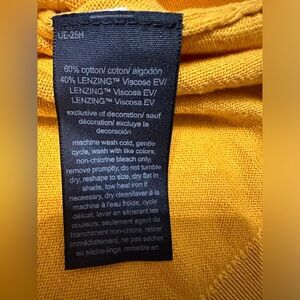 UE-25H
60% cotton/ coton/ algodón
40% LENZING™ Viscose EV/
LENZING™ Viscose EV/
LENZING™ Viscosa EV
exclusive of decoration/ sauf
décoration/ excluye la
decoración
machine wash cold, gentle
cycle, wash with like colors,
non-chlorine bleach only,
remove promptly, do not tumble
dry, reshape to size, dry flat in
shade, low heat iron if
necessary, dry clean/laver à la
machine à l'eau froide, cycle
délicat, laver en séparant les
couleurs, seulement agent de
blanchiment non-chlore, retirer
immédiatement, ne pas séchet
au sèche-linge, remettre